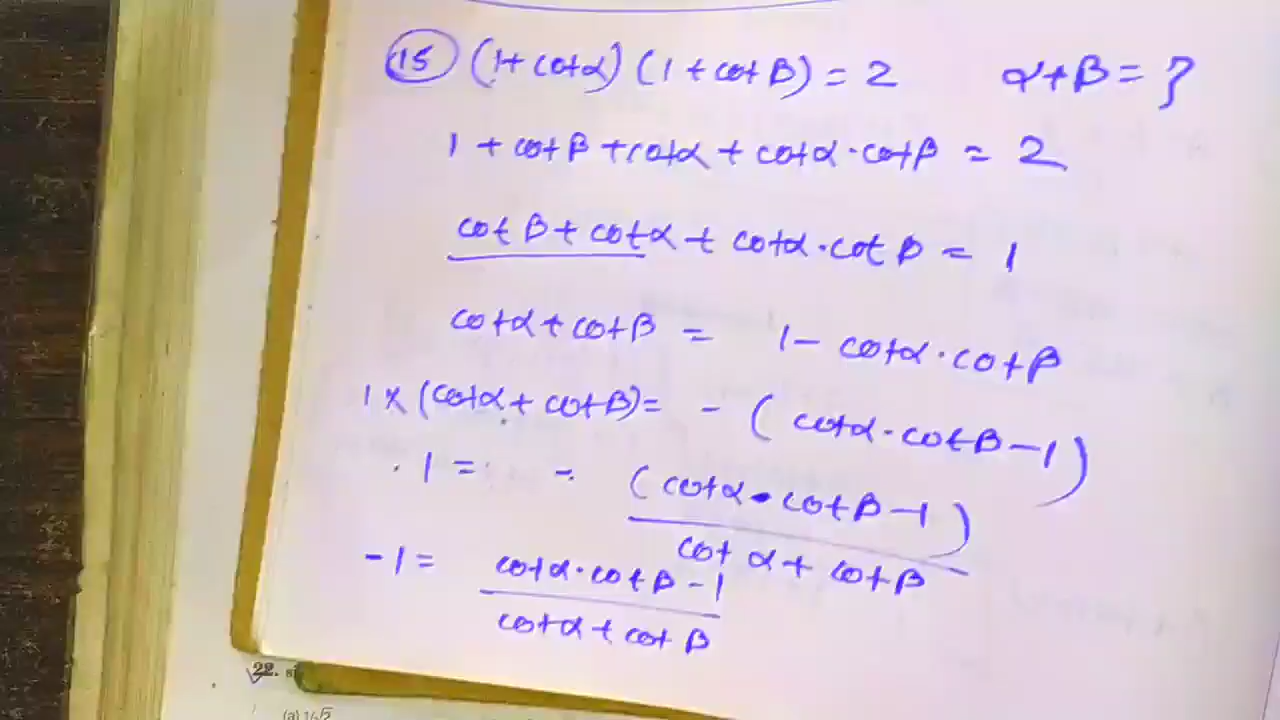 15 (1+cotα)(1+cotβ) = 2 α+β = ?
1 + cotβ + cotα + cotα·cotβ = 2
cotβ + cotα + cotα·cotβ = 1
cotα + cotβ = 1 - cotα·cotβ
1 × (cotα + cotβ) = - (cotα·cotβ - 1)
1 = - (cotα·cotβ - 1) / cotα + cotβ
-1 = cotα·cotβ - 1 / cotα + cotβ
22.
(a)